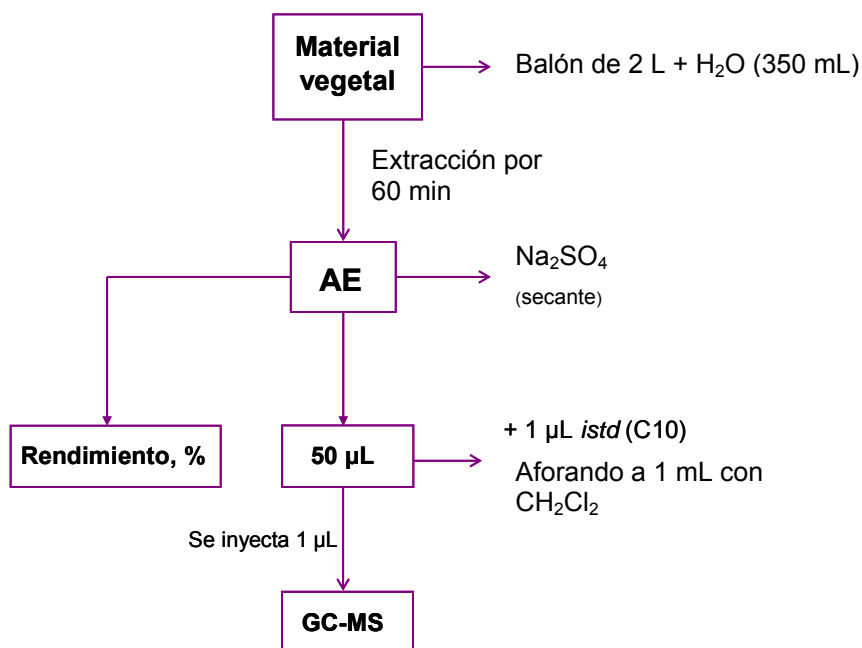 Material
vegetal
Balón de 2 L + H₂O (350 mL)
Extracción por
60 min
AE
Na₂SO₄
(secante)
Rendimiento, %
50 µL
+ 1 µL istd (C10)
Aforando a 1 mL con
CH₂Cl₂
Se inyecta 1 µL
GC-MS